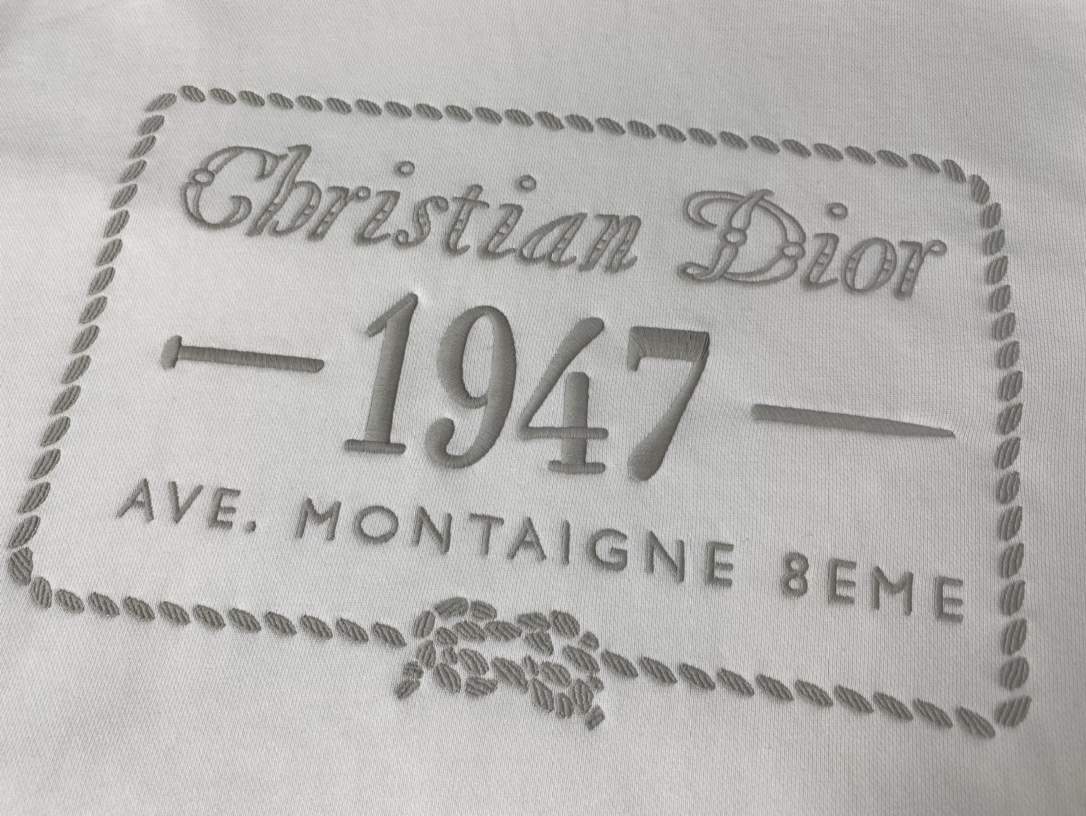 Christian Dior
1947
AVE. MONTAIGNE 8EME